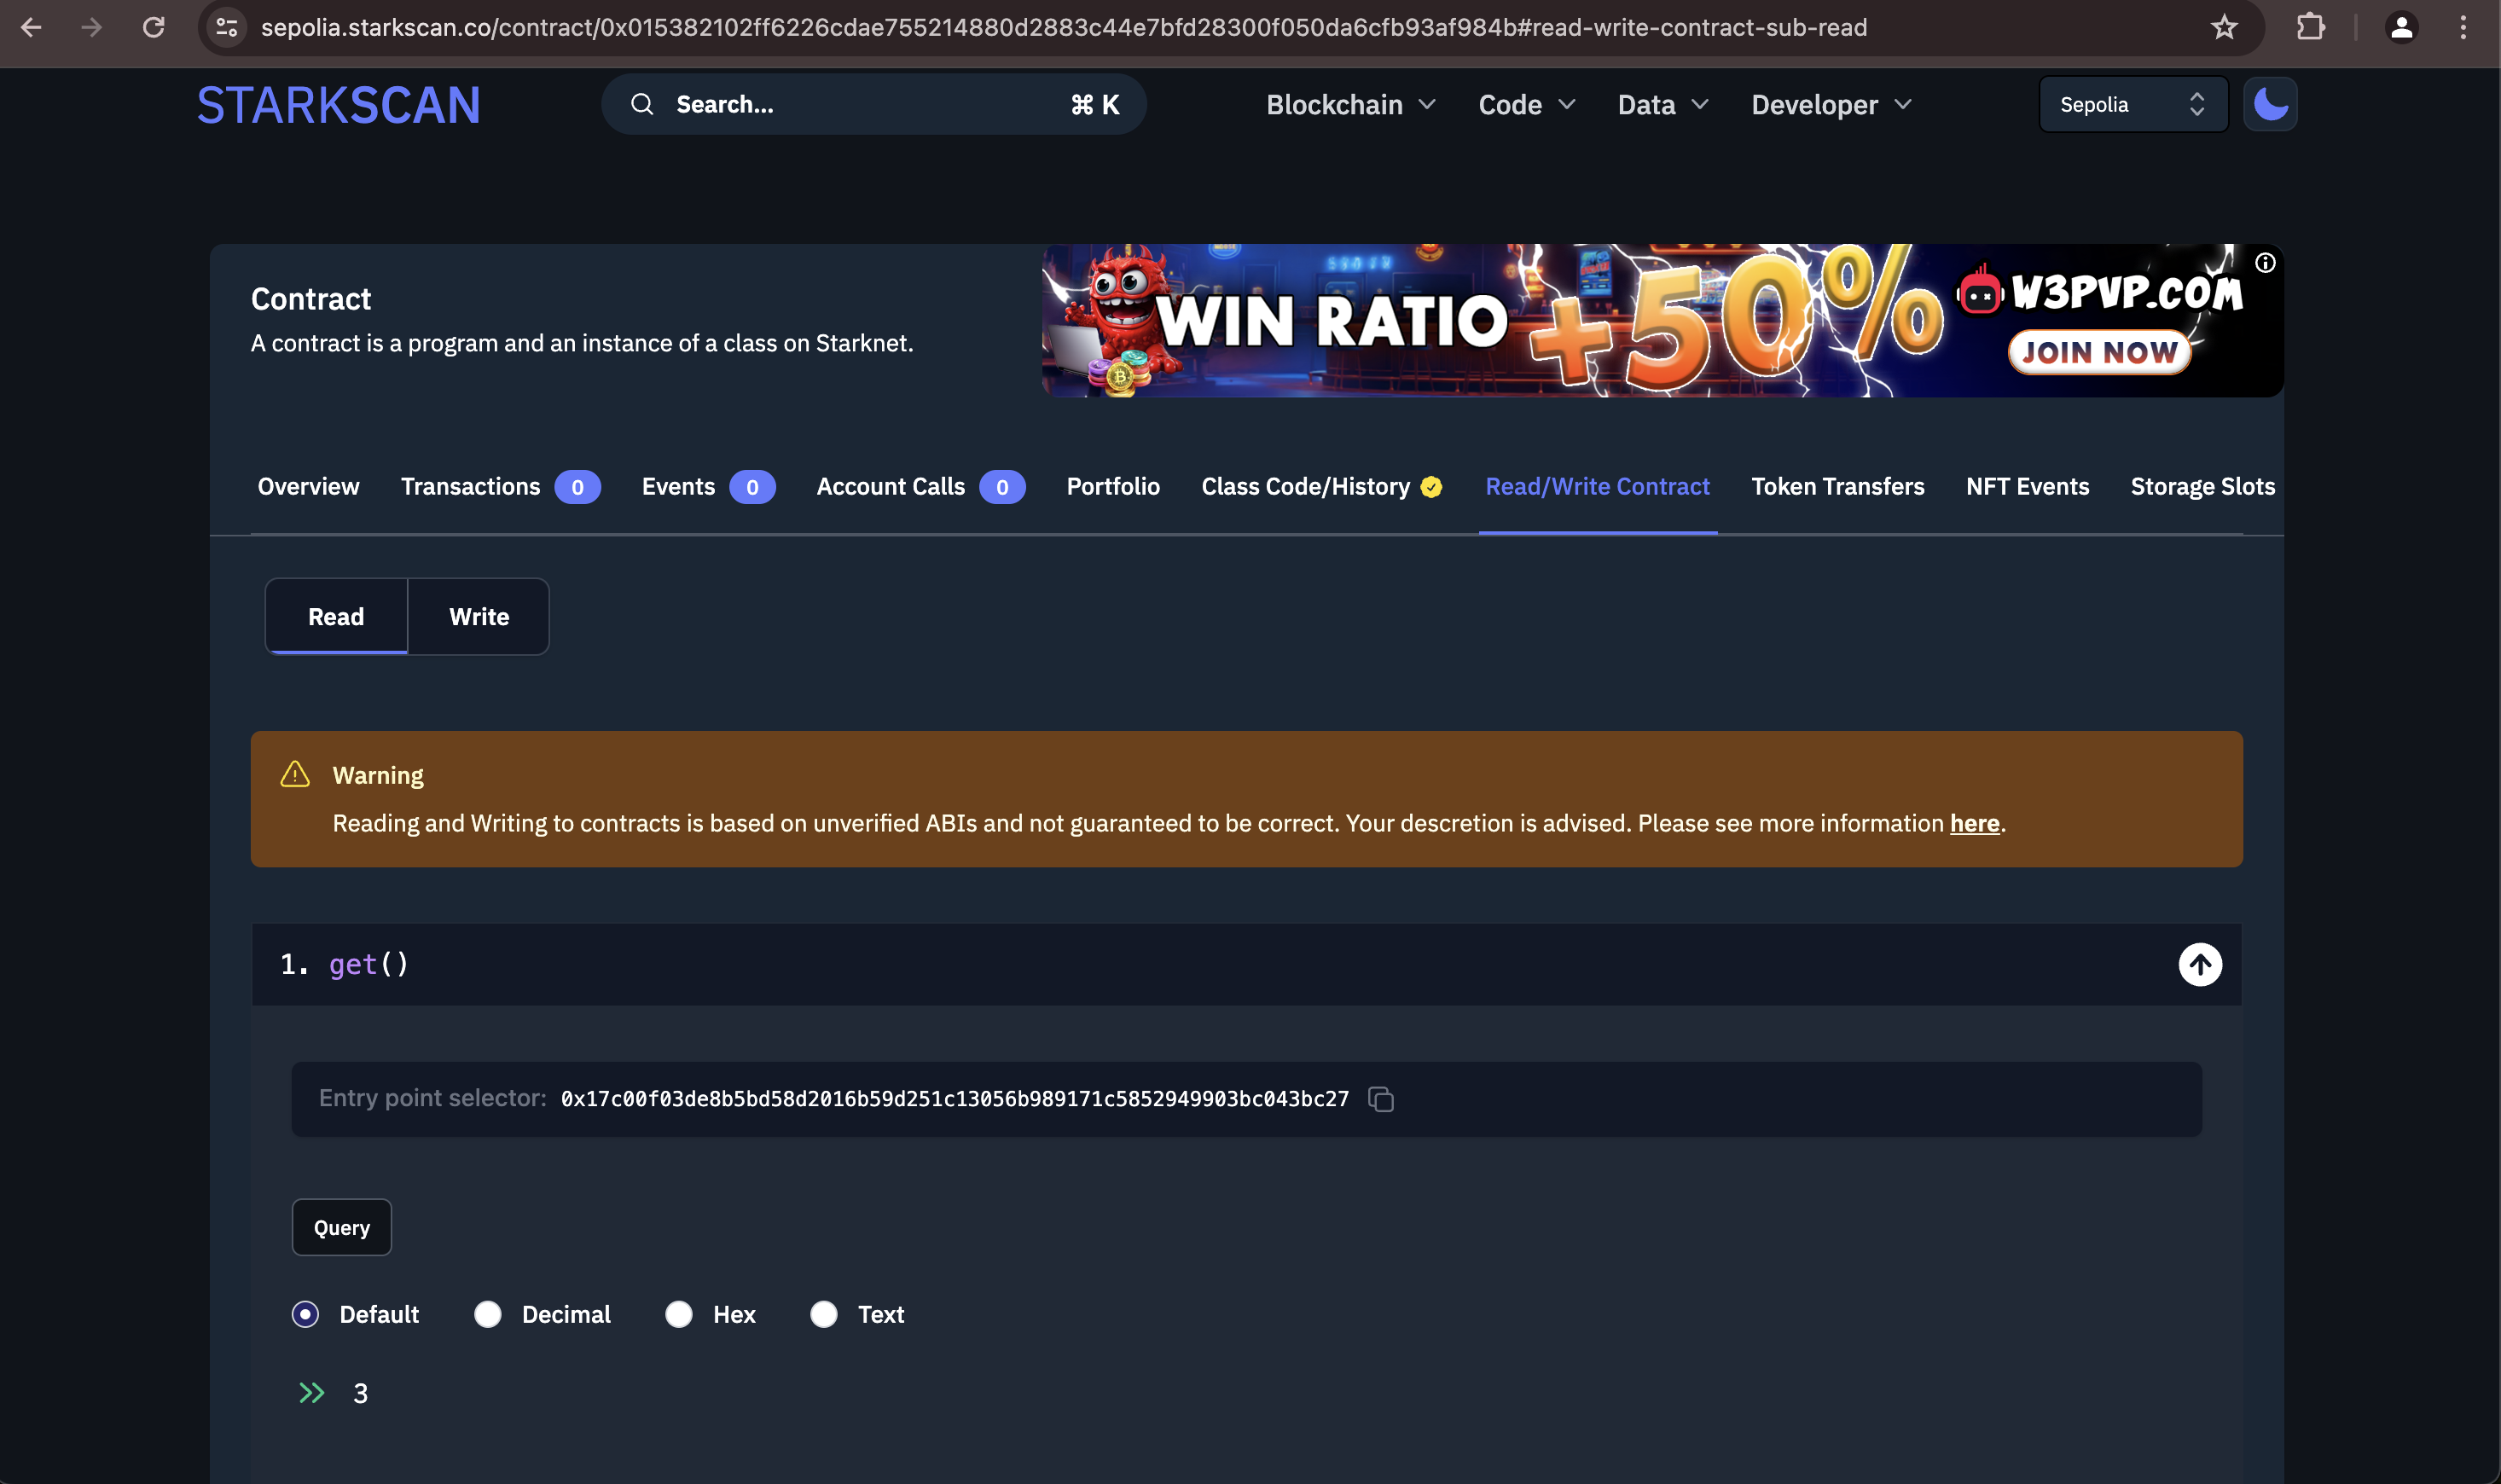 sepolia.starkscan.co/contract/0x015382102ff6226cdae755214880d2883c44e7bfd28300f050da6cfb93af984b#read-write-contract-sub-read
STARKSCAN Search... ⌘ K Blockchain Code Data Developer Sepolia
Contract
A contract is a program and an instance of a class on Starknet.
WIN RATIO +50% W3PVP.COM
JOIN NOW
Overview Transactions 0 Events 0 Account Calls 0 Portfolio Class Code/History Read/Write Contract Token Transfers NFT Events Storage Slots
Read Write
Warning
Reading and Writing to contracts is based on unverified ABIs and not guaranteed to be correct. Your descretion is advised. Please see more information here.
1. get()
Entry point selector: 0x17c00f03de8b5bd58d2016b59d251c13056b989171c5852949903bc043bc27
Query
Default Decimal Hex Text
3